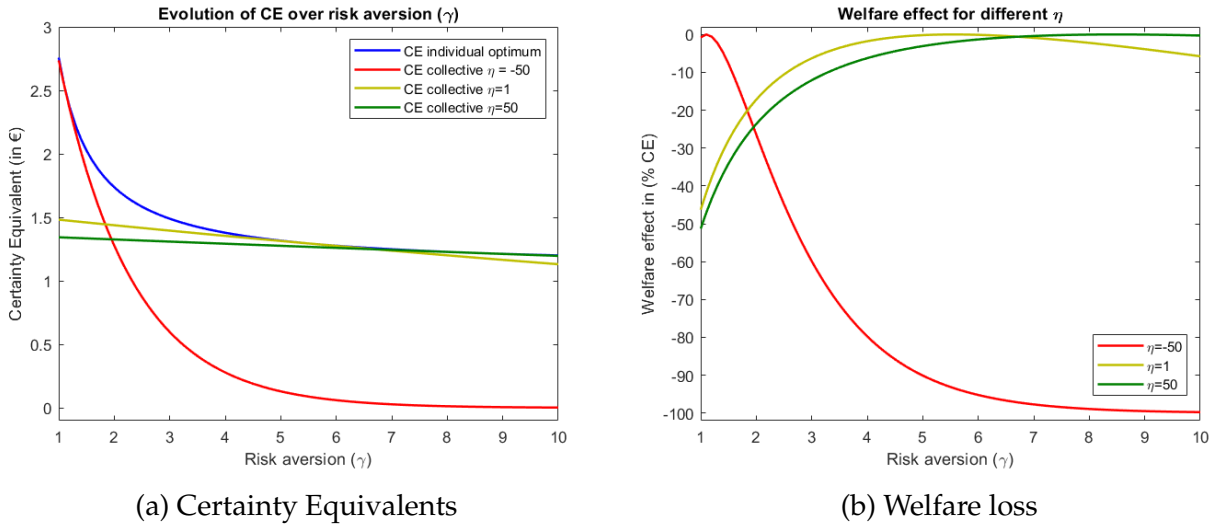 Evolution of CE over risk aversion (γ)
Certainty Equivalent (in €)
3
2.5
2
1.5
1
0.5
0
CE individual optimum
CE collective η = -50
CE collective η=1
CE collective η=50
1 2 3 4 5 6 7 8 9 10
Risk aversion (γ)
(a) Certainty Equivalents
Welfare effect for different η
Welfare effect in (% CE)
0
-10
-20
-30
-40
-50
-60
-70
-80
-90
-100
η=-50
η=1
η=50
1 2 3 4 5 6 7 8 9 10
Risk aversion (γ)
(b) Welfare loss